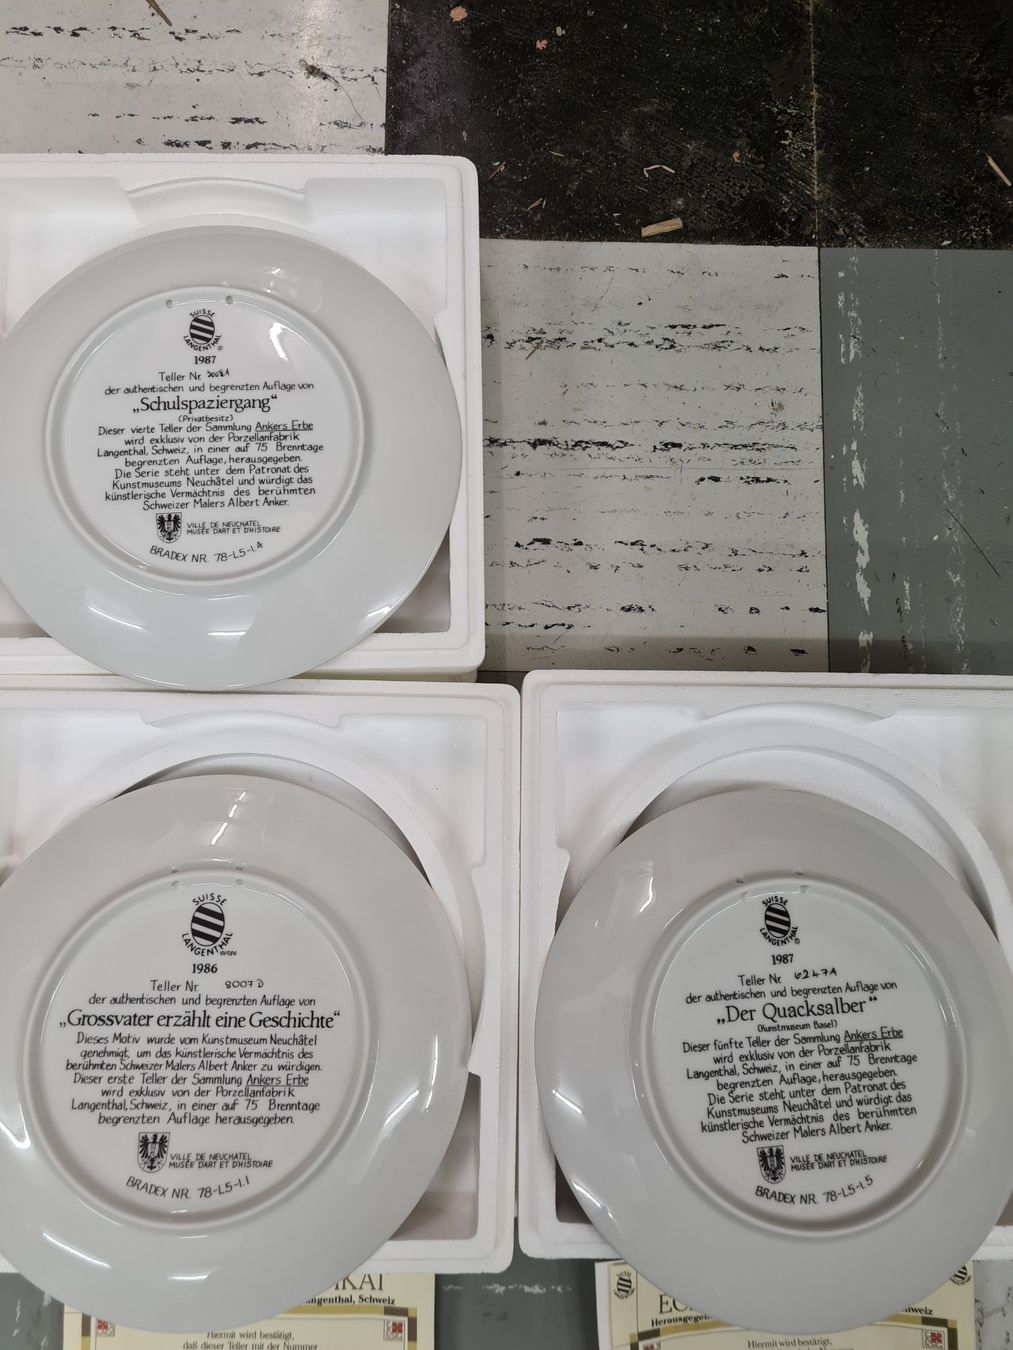 SUISSE
LANGENTHAL
1987
Teller Nr.
der authentischen und begrenzten Auflage von
„Schulspaziergang“
(Privatbesitz)
Dieser vierte Teller der Sammlung Ankers Erbe
wird exklusiv von der Porzellanfabrik
Langenthal, Schweiz, in einer auf 75 Brenntage
begrenzten Auflage, herausgegeben.
Die Serie steht unter dem Patronat des
Kunstmuseums Neuchâtel und würdigt das
künstlerische Vermächtnis des berühmten
Schweizer Malers Albert Anker.
VILLE DE NEUCHATEL
MUSÉE D'ART ET D'HISTOIRE
BRADEX NR. 78-L5-1.4
SUISSE
LANGENTHAL
1986
Teller Nr. 8007 D
der authentischen und begrenzten Auflage von
„Grossvater erzählt eine Geschichte“
Dieses Motiv wurde vom Kunstmuseum Neuchâtel
genehmigt, um das künstlerische Vermächtnis des
berühmten Schweizer Malers Albert Anker zu würdigen.
Dieser erste Teller der Sammlung Ankers Erbe
wird exklusiv von der Porzellanfabrik
Langenthal, Schweiz, in einer auf 75 Brenntage
begrenzten Auflage herausgegeben.
VILLE DE NEUCHATEL
MUSÉE D'ART ET D'HISTOIRE
BRADEX NR. 78-L5-1.1
SUISSE
LANGENTHAL
1987
Teller Nr. 6247A
der authentischen und begrenzten Auflage von
„Der Quacksalber“
(Kunstmuseum Basel)
Dieser fünfte Teller der Sammlung Ankers Erbe
wird exklusiv von der Porzellanfabrik
Langenthal, Schweiz, in einer auf 75 Brenntage
begrenzten Auflage, herausgegeben.
Die Serie steht unter dem Patronat des
Kunstmuseums Neuchâtel und würdigt das
künstlerische Vermächtnis des berühmten
Schweizer Malers Albert Anker.
VILLE DE NEUCHATEL
MUSÉE D'ART ET D'HISTOIRE
BRADEX NR. 78-L5-1.5
Schweiz
Hiermit wird bestätigt,
daß dieser Teller mit der Nummer
Hiermit wird bestätigt,